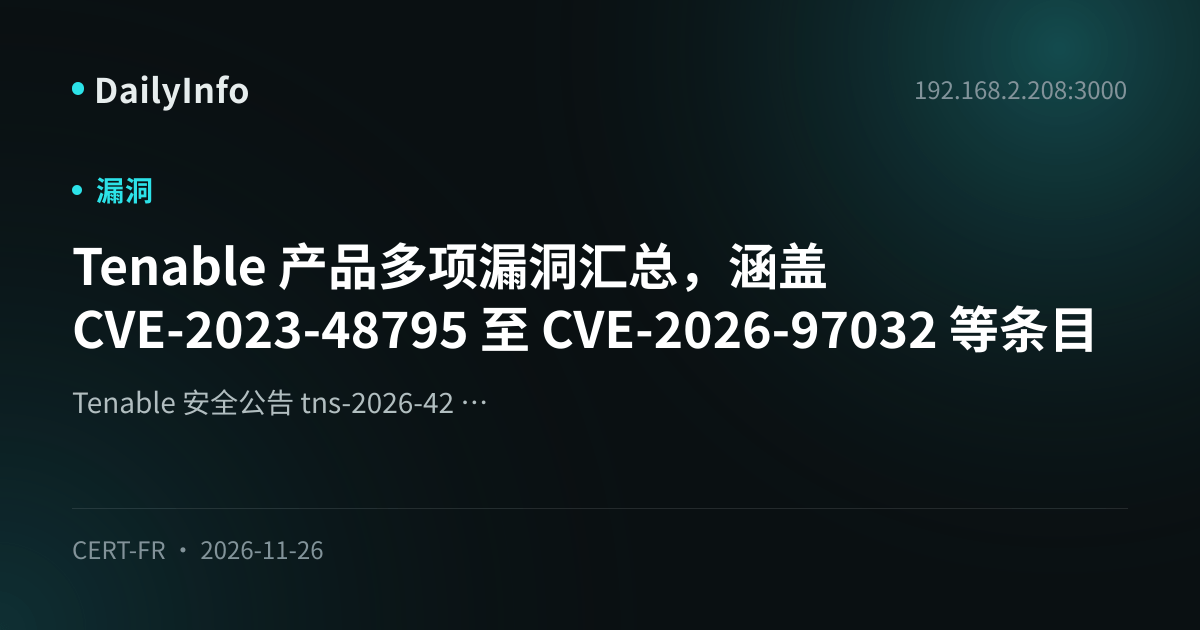 DailyInfo
192.168.2.208:3000
漏洞
Tenable 产品多项漏洞汇总，涵盖
CVE-2023-48795 至 CVE-2026-97032 等条目
Tenable 安全公告 tns-2026-42 …
CERT-FR • 2026-11-26